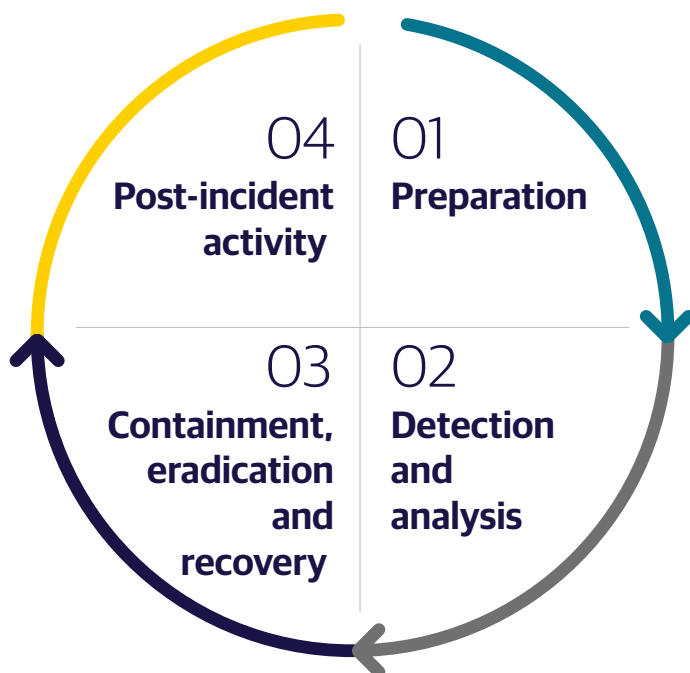 01
Preparation
02
Detection
and
analysis
03
Containment,
eradication
and
recovery
04
Post-incident
activity